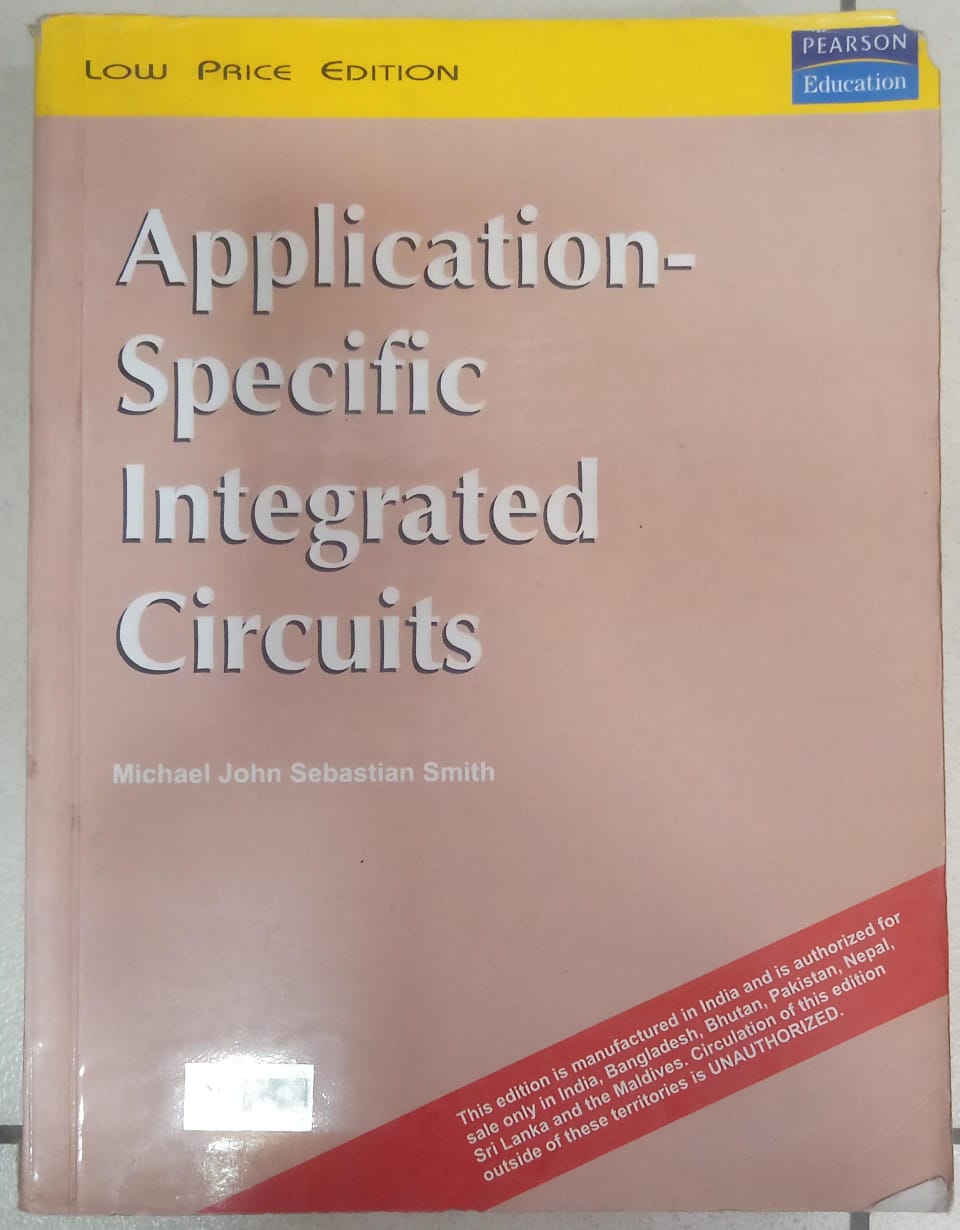 LOW PRICE EDITION
PEARSON
Education
Application-
Specific
Integrated
Circuits
Michael John Sebastian Smith
This edition is manufactured in India and is authorized for
sale only in India, Bangladesh, Bhutan, Pakistan, Nepal,
Sri Lanka and the Maldives. Circulation of this edition
outside of these territories is UNAUTHORIZED.